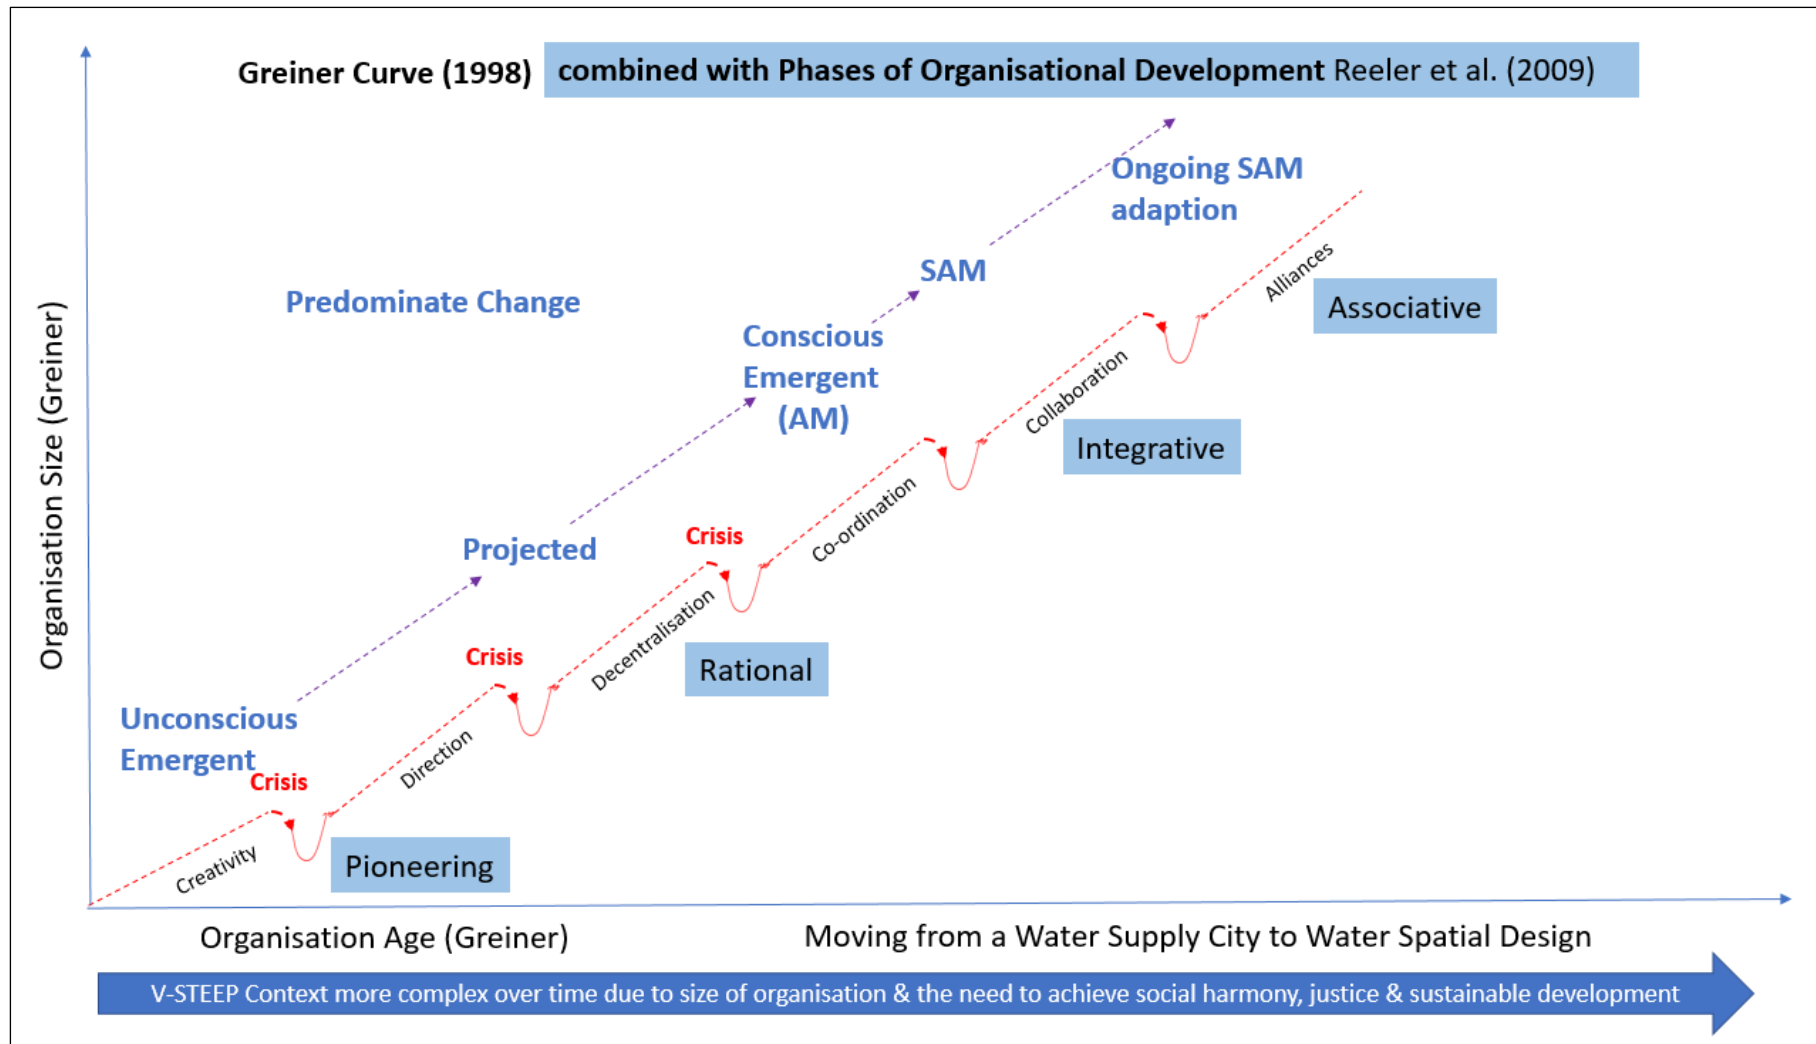 Greiner Curve (1998) combined with Phases of Organisational Development Reeler et al. (2009)
Ongoing SAM
adaption
SAM
Alliances
Associative
Predominate Change
Conscious
Emergent
(AM)
Collaboration
Integrative
Co-ordination
Crisis
Projected
Decentralisation
Rational
Crisis
Direction
Unconscious
Emergent
Crisis
Creativity
Pioneering
Organisation Size (Greiner)
Organisation Age (Greiner)
Moving from a Water Supply City to Water Spatial Design
V-STEEP Context more complex over time due to size of organisation & the need to achieve social harmony, justice & sustainable development